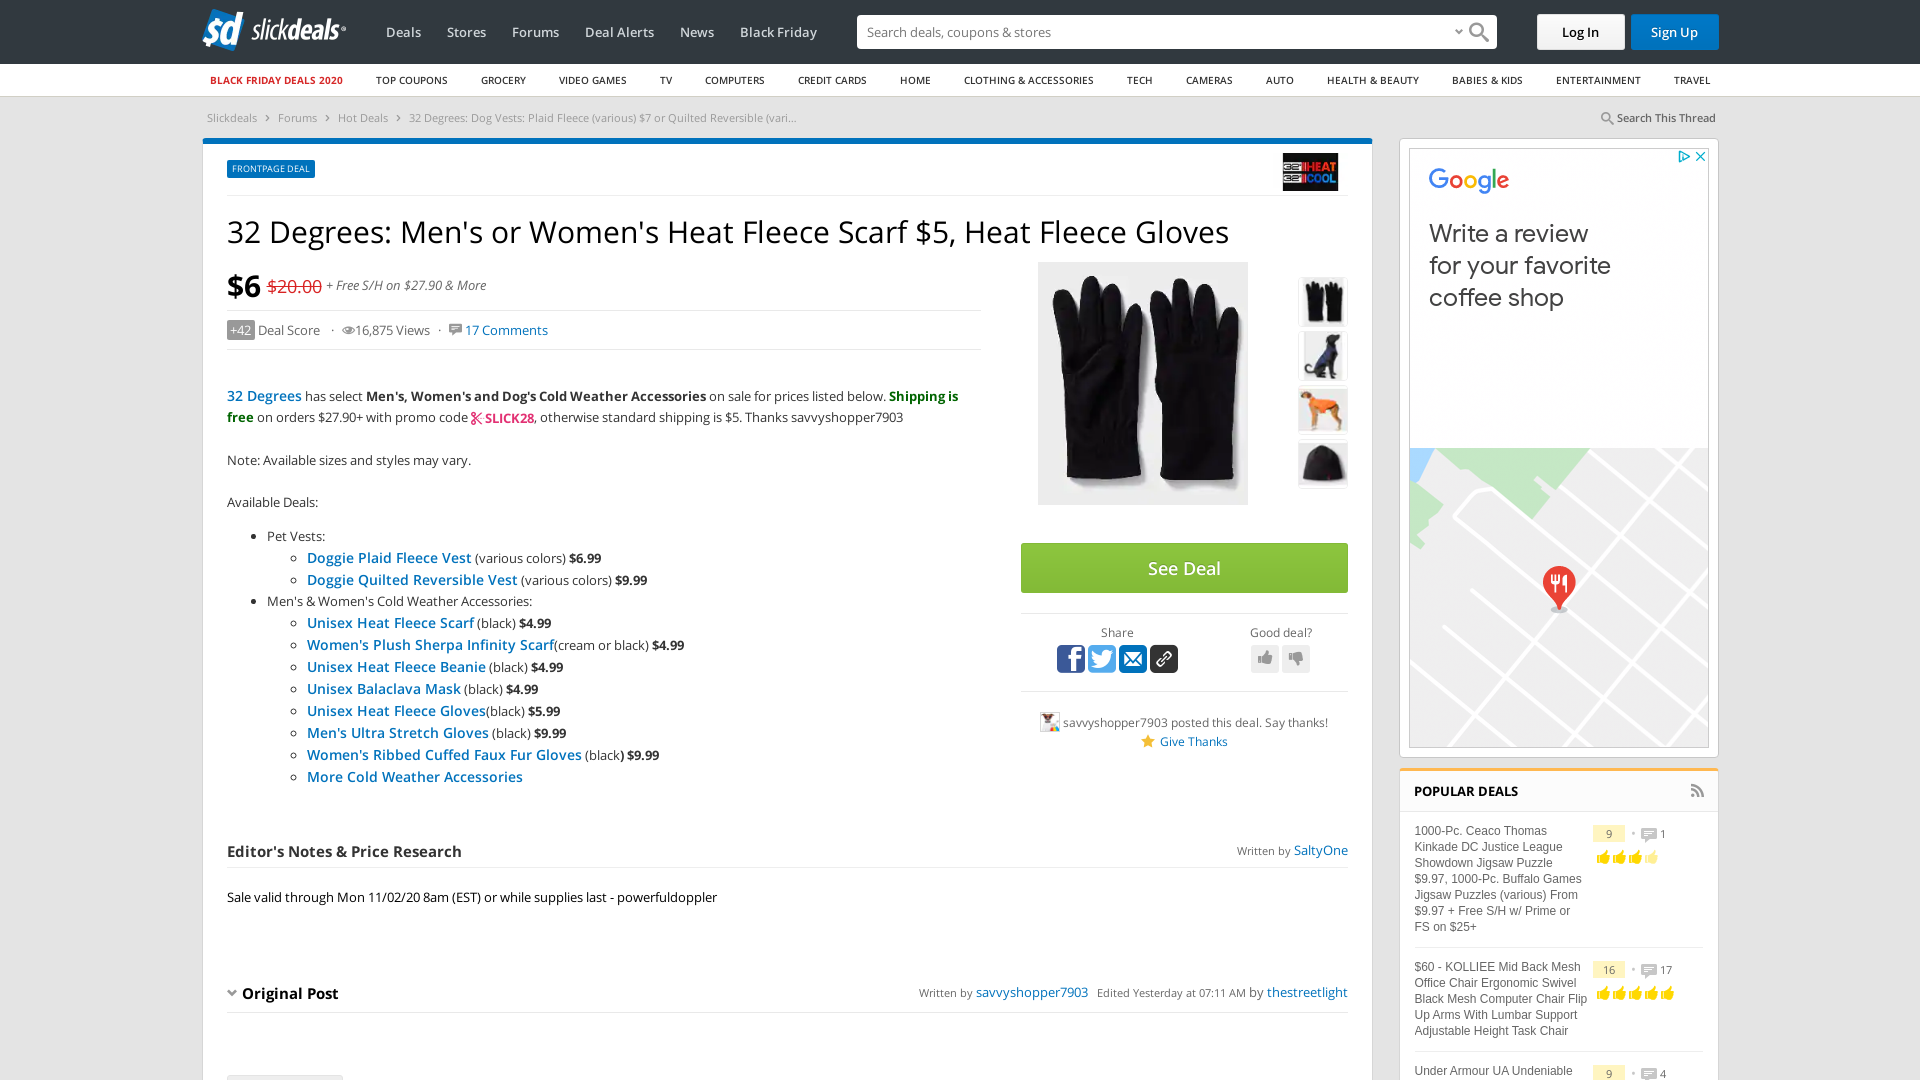 slickdeals
Deals
Stores
Forums
Deal Alerts
News
Black Friday
Search deals, coupons & stores
Log In
Sign Up
BLACK FRIDAY DEALS 2020
TOP COUPONS
GROCERY
VIDEO GAMES
TV
COMPUTERS
CREDIT CARDS
HOME
CLOTHING & ACCESSORIES
TECH
CAMERAS
AUTO
HEALTH & BEAUTY
BABIES & KIDS
ENTERTAINMENT
TRAVEL
Slickdeals › Forums › Hot Deals › 32 Degrees: Dog Vests: Plaid Fleece (various) $7 or Quilted Reversible (vari...
Search This Thread
FRONTPAGE DEAL
32° HEAT
32° COOL
32 Degrees: Men's or Women's Heat Fleece Scarf $5, Heat Fleece Gloves
$6 $20.00 + Free S/H on $27.90 & More
+42 Deal Score · 16,875 Views · 17 Comments
32 Degrees has select Men's, Women's and Dog's Cold Weather Accessories on sale for prices listed below. Shipping is
free on orders $27.90+ with promo code SLICK28, otherwise standard shipping is $5. Thanks savvyshopper7903
Note: Available sizes and styles may vary.
Available Deals:
Pet Vests:
Doggie Plaid Fleece Vest (various colors) $6.99
Doggie Quilted Reversible Vest (various colors) $9.99
Men's & Women's Cold Weather Accessories:
Unisex Heat Fleece Scarf (black) $4.99
Women's Plush Sherpa Infinity Scarf(cream or black) $4.99
Unisex Heat Fleece Beanie (black) $4.99
Unisex Balaclava Mask (black) $4.99
Unisex Heat Fleece Gloves(black) $5.99
Men's Ultra Stretch Gloves (black) $9.99
Women's Ribbed Cuffed Faux Fur Gloves (black) $9.99
More Cold Weather Accessories
See Deal
Share
Good deal?
savvyshopper7903 posted this deal. Say thanks!
Give Thanks
Editor's Notes & Price Research
Written by SaltyOne
Sale valid through Mon 11/02/20 8am (EST) or while supplies last - powerfuldoppler
Original Post
Written by savvyshopper7903 Edited Yesterday at 07:11 AM by thestreetlight
Google
Write a review
for your favorite
coffee shop
POPULAR DEALS
1000-Pc. Ceaco Thomas
Kinkade DC Justice League
Showdown Jigsaw Puzzle
$9.97, 1000-Pc. Buffalo Games
Jigsaw Puzzles (various) From
$9.97 + Free S/H w/ Prime or
FS on $25+
9 • 1
$60 - KOLLIEE Mid Back Mesh
Office Chair Ergonomic Swivel
Black Mesh Computer Chair Flip
Up Arms With Lumbar Support
Adjustable Height Task Chair
16 • 17
Under Armour UA Undeniable
9 • 4